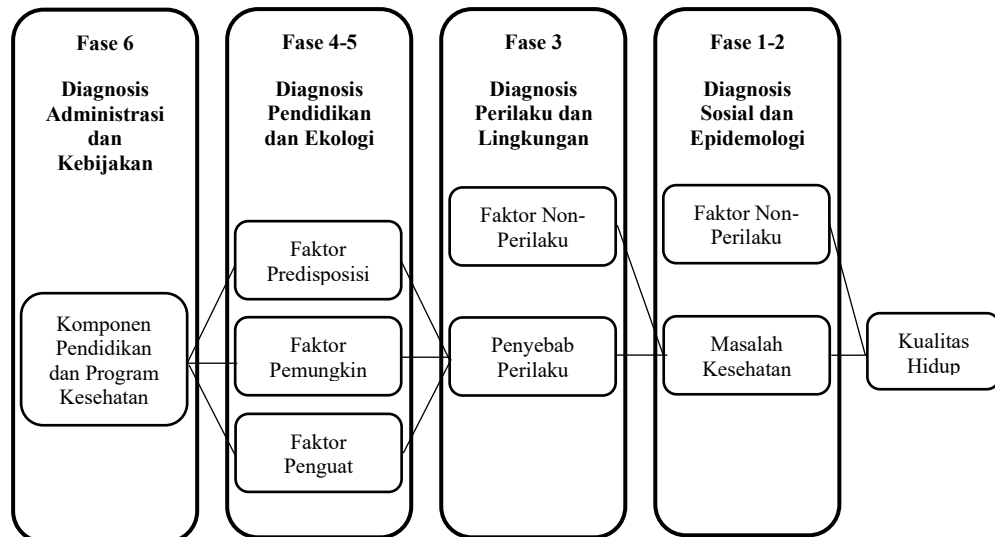 Fase 6
Diagnosis
Administrasi
dan
Kebijakan
Komponen
Pendidikan
dan Program
Kesehatan
Fase 4-5
Diagnosis
Pendidikan
dan Ekologi
Faktor
Predisposisi
Faktor
Pemungkin
Faktor
Penguat
Fase 3
Diagnosis
Perilaku dan
Lingkungan
Faktor Non-
Perilaku
Penyebab
Perilaku
Fase 1-2
Diagnosis
Sosial dan
Epidemologi
Faktor Non-
Perilaku
Masalah
Kesehatan
Kualitas
Hidup